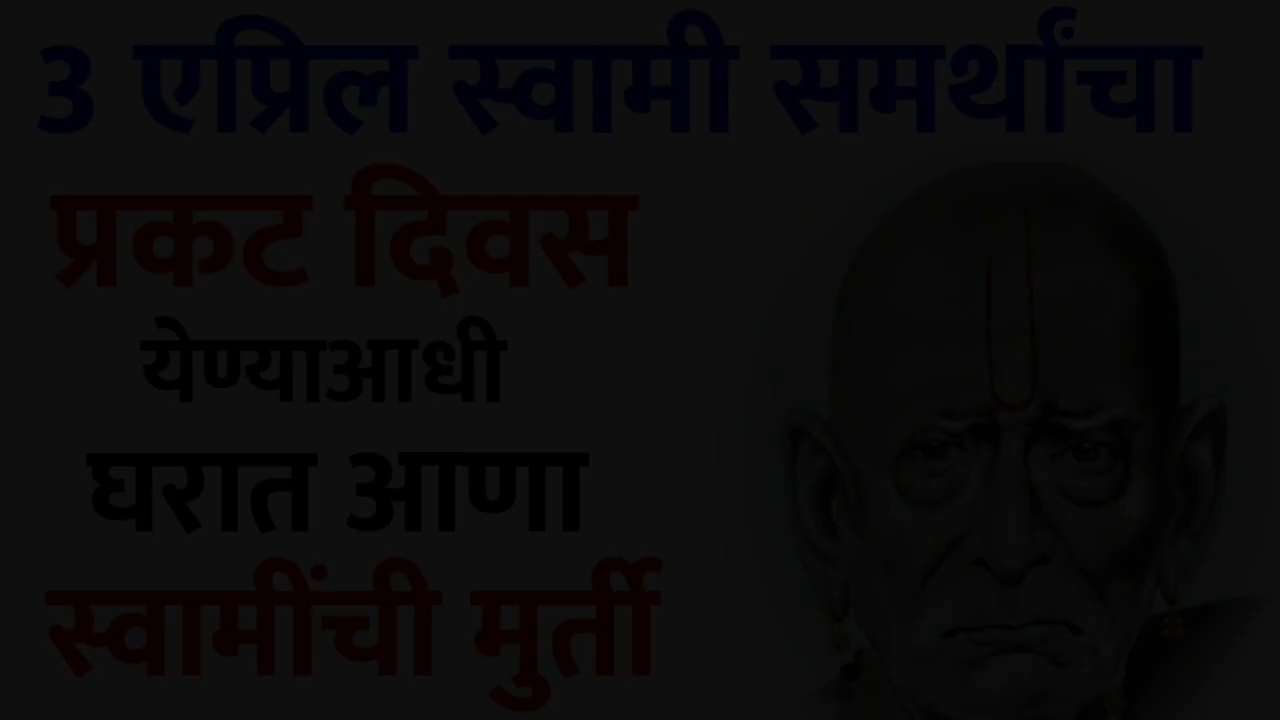 3 एप्रिल स्वामी समर्थांचा
प्रकट दिवस
येण्याआधी
घरात आणा
स्वामींची मुर्ती